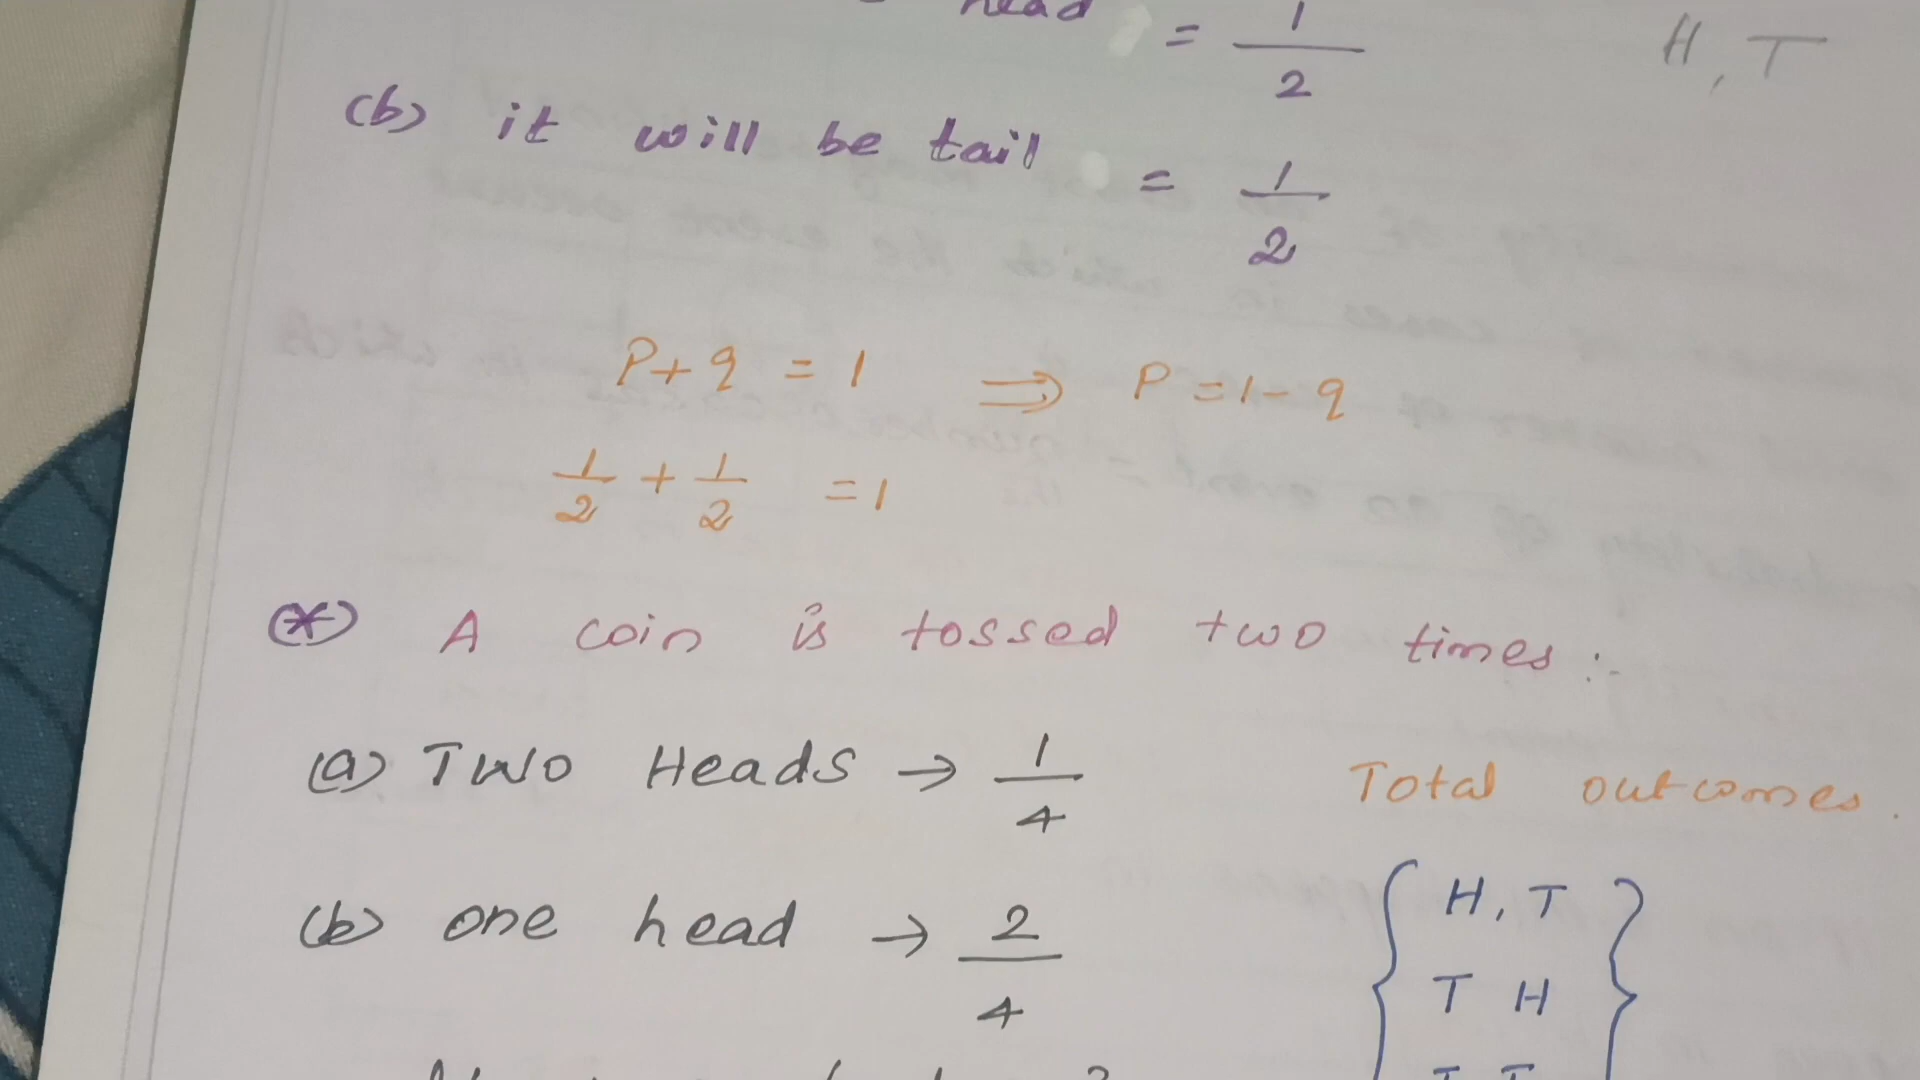 head = 1/2 H, T
(b) it will be tail = 1/2
P+q = 1 ⇒ P = 1-q
1/2 + 1/2 = 1
* A coin is tossed two times :-
(a) Two Heads → 1/4
Total outcomes.
(b) one head → 2/4
{ H, T }
T H